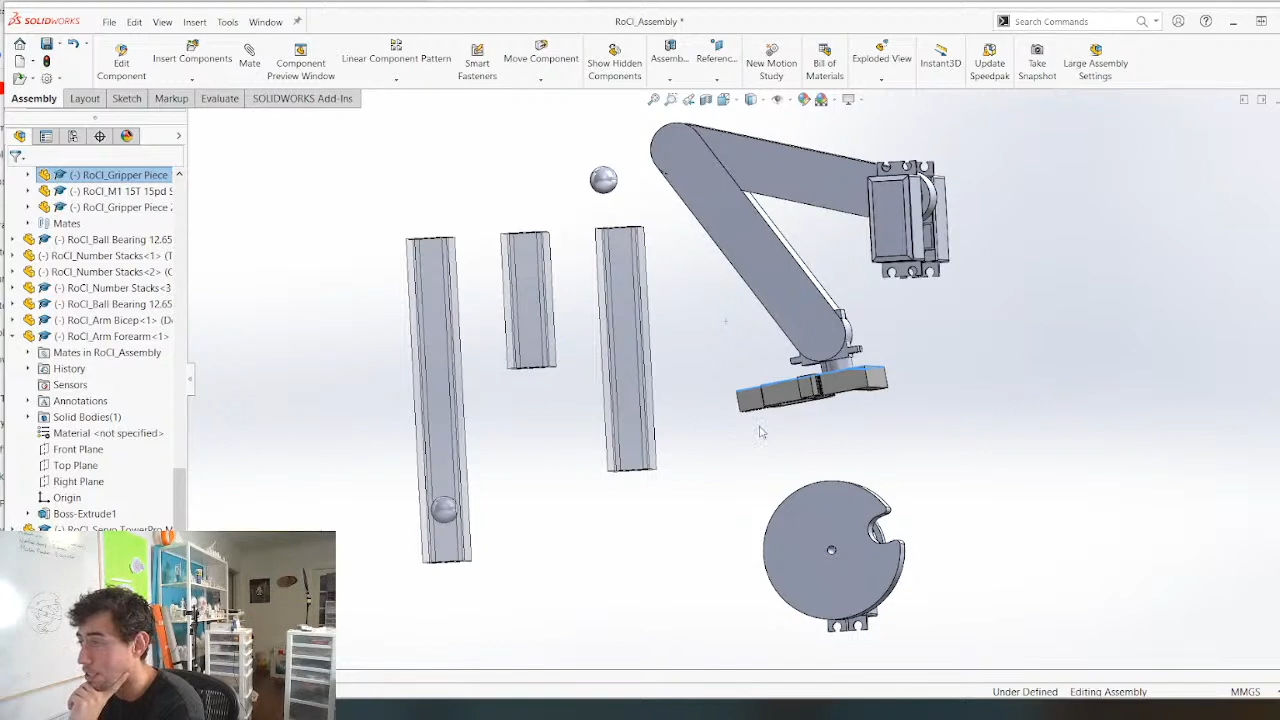 SOLIDWORKS File Edit View Insert Tools Window RoCI_Assembly * Search Commands
Edit Component
Insert Components
Mate
Component Preview Window
Linear Component Pattern
Smart Fasteners
Move Component
Show Hidden Components
Assemb...
Referenc...
New Motion Study
Bill of Materials
Exploded View
Instant3D
Update Speedpak
Take Snapshot
Large Assembly Settings
Assembly Layout Sketch Markup Evaluate SOLIDWORKS Add-Ins
(-) RoCI_Gripper Piece
(-) RoCI_M1 15T 15pd S
(-) RoCI_Gripper Piece 2
Mates
(-) RoCI_Ball Bearing 12.65
(-) RoCI_Number Stacks<1> (D
(-) RoCI_Number Stacks<2> (D
(-) RoCI_Number Stacks<3
(-) RoCI_Ball Bearing 12.65
(-) RoCI_Arm Bicep<1> (De
(-) RoCI_Arm Forearm<1>
Mates in RoCI_Assembly
History
Sensors
Annotations
Solid Bodies(1)
Material <not specified>
Front Plane
Top Plane
Right Plane
Origin
Boss-Extrude1
Under Defined Editing Assembly MMGS